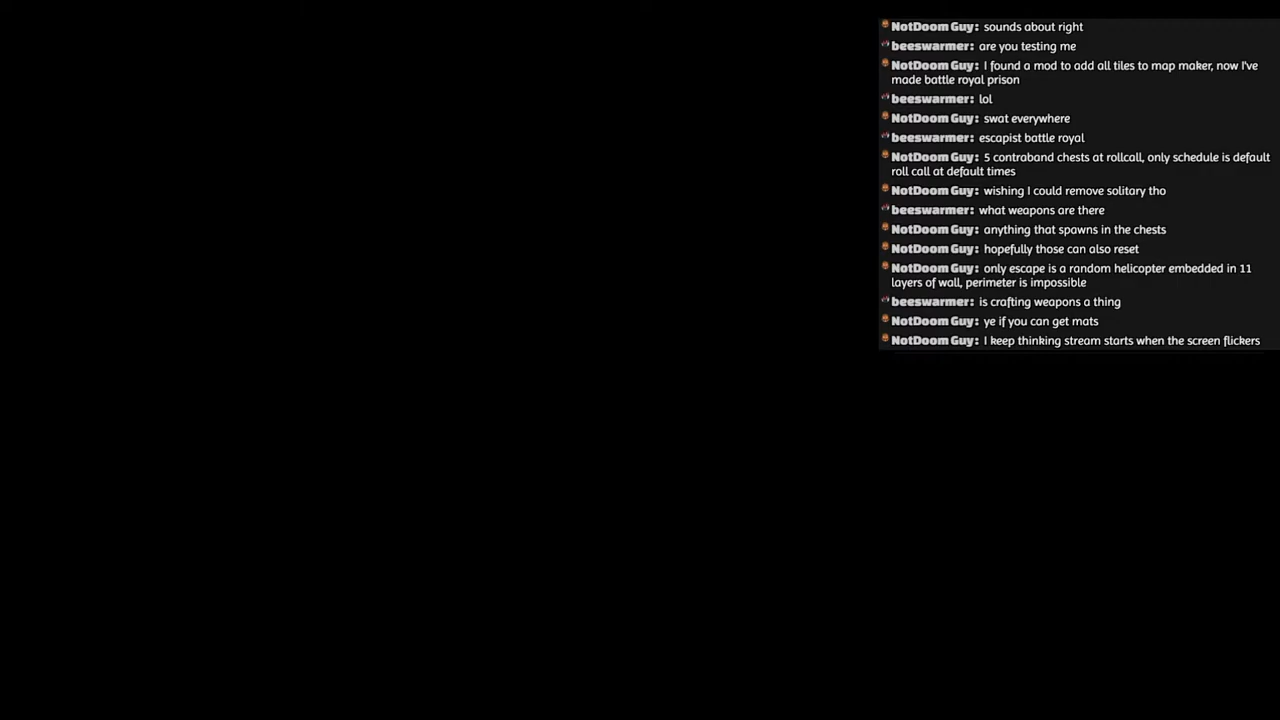 NotDoom Guy: sounds about right
beeswarmer: are you testing me
NotDoom Guy: I found a mod to add all tiles to map maker, now I've
made battle royal prison
beeswarmer: lol
NotDoom Guy: swat everywhere
beeswarmer: escapist battle royal
NotDoom Guy: 5 contraband chests at rollcall, only schedule is default
roll call at default times
NotDoom Guy: wishing I could remove solitary tho
beeswarmer: what weapons are there
NotDoom Guy: anything that spawns in the chests
NotDoom Guy: hopefully those can also reset
NotDoom Guy: only escape is a random helicopter embedded in 11
layers of wall, perimeter is impossible
beeswarmer: is crafting weapons a thing
NotDoom Guy: ye if you can get mats
NotDoom Guy: I keep thinking stream starts when the screen flickers